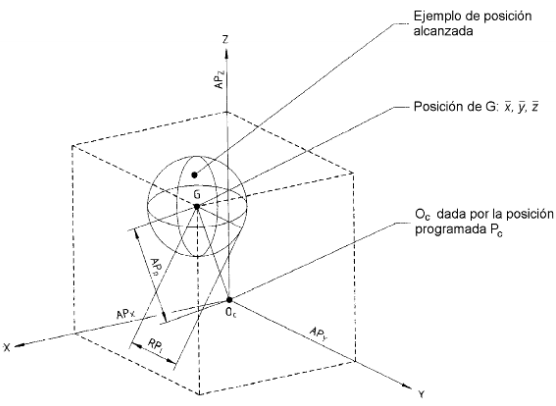 Ejemplo de posición
alcanzada
Z
AP_Z
Posición de G: x̄, ȳ, z̄
G
O_c dada por la posición
programada P_c
AP_p
O_c
AP_X
AP_Y
X
RP_l
Y